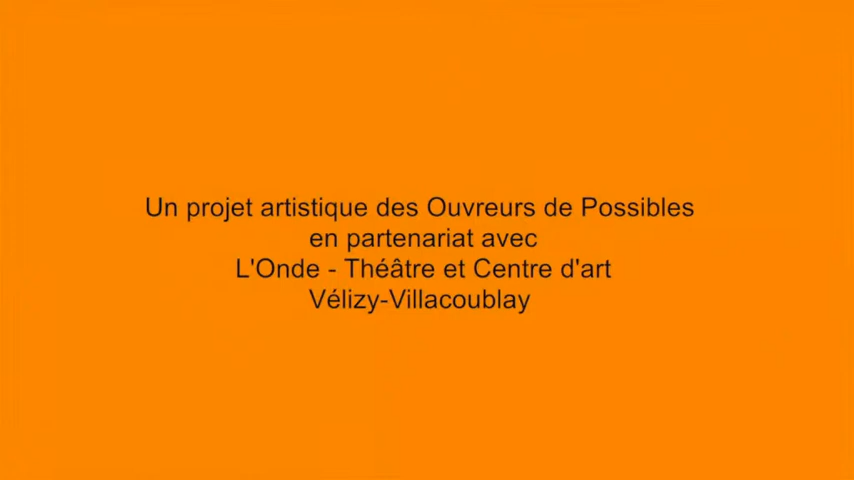 Un projet artistique des Ouvreurs de Possibles
en partenariat avec
L'Onde - Théâtre et Centre d'art
Vélizy-Villacoublay